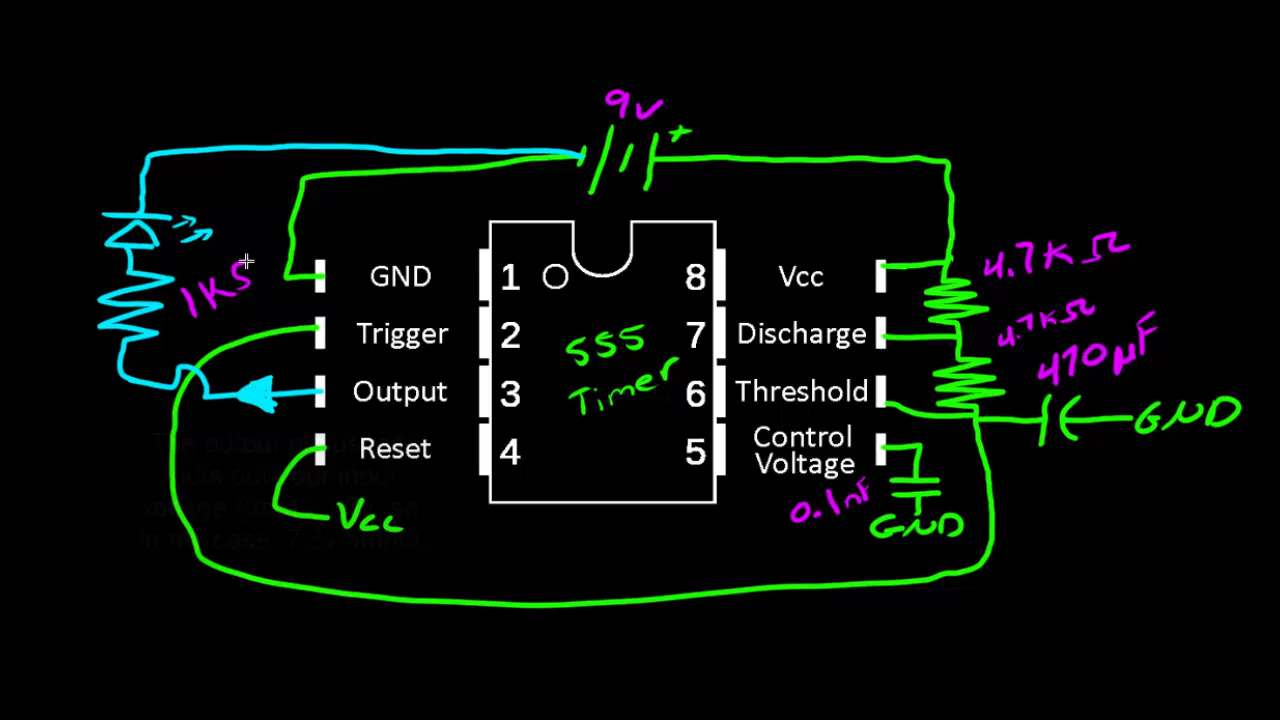 9V
+
4.7KΩ
1K
GND 1 8 Vcc
Trigger 2 7 Discharge
4.7KΩ
470µF
555
Timer
Output 3 6 Threshold
GND
Reset 4 5 Control
Voltage
0.1nF
Vcc
GND